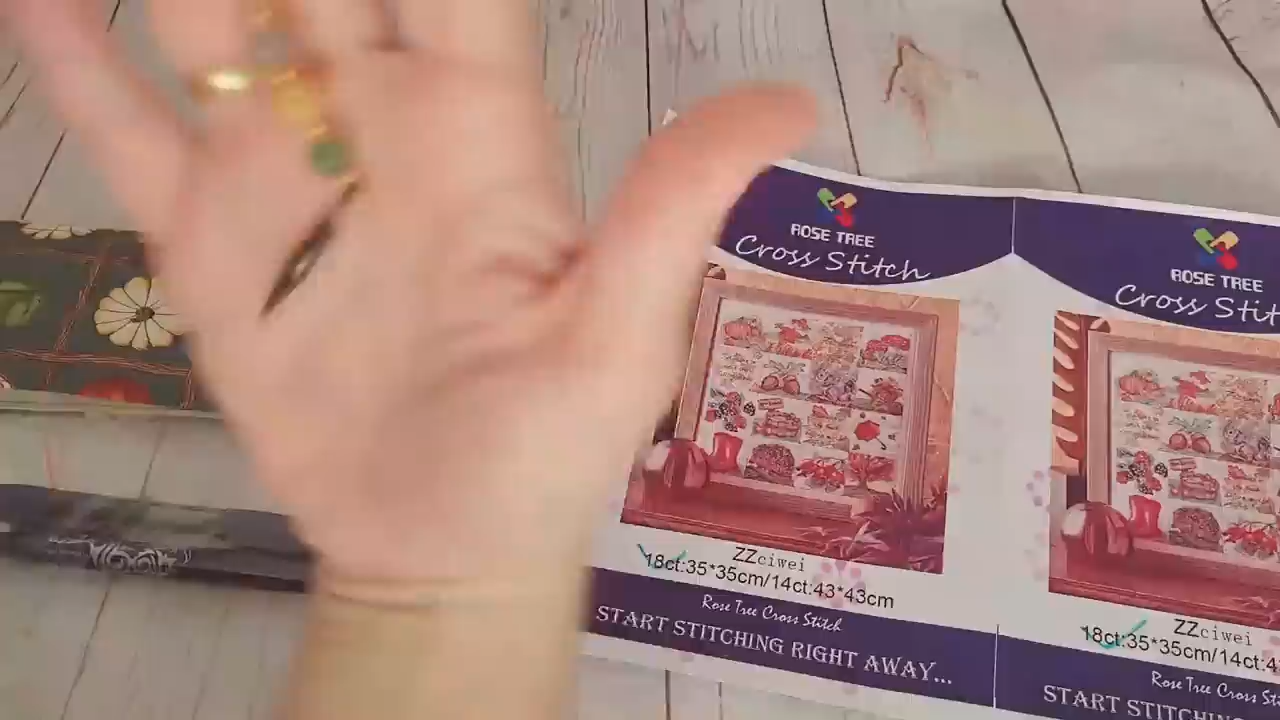 ROSE TREE
Cross Stitch
ZZciwei
18ct:35*35cm/14ct:43*43cm
Rose Tree Cross Stitch
START STITCHING RIGHT AWAY...
ROSE TREE
Cross Stit
ZZciwei
18ct:35*35cm/14ct:4
Rose Tree Cross St
START STITCHIN